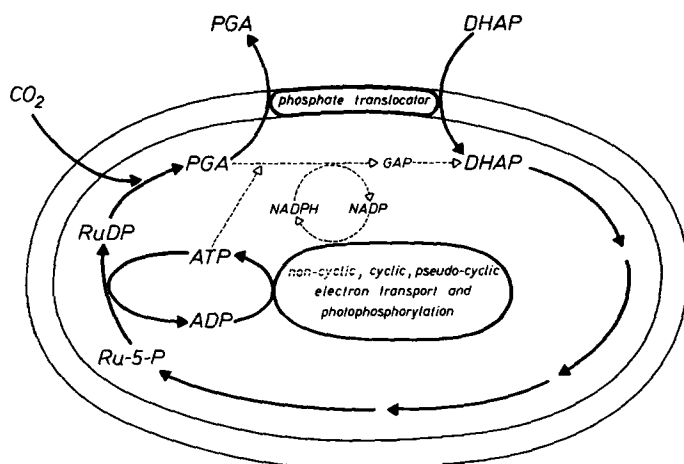 PGA
DHAP
phosphate translocator
CO2
PGA
GAP
DHAP
NADPH
NADP
RuDP
ATP
non-cyclic, cyclic, pseudo-cyclic
electron transport and
photophosphorylation
ADP
Ru-5-P